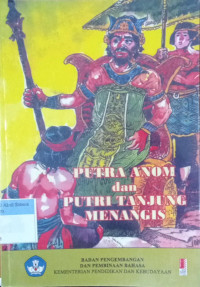 PUTRA ANOM
dan
PUTRI TANJUNG
MENANGIS
BADAN PENGEMBANGAN
DAN PEMBINAAN BAHASA
KEMENTERIAN PENDIDIKAN DAN KEBUDAYAAN